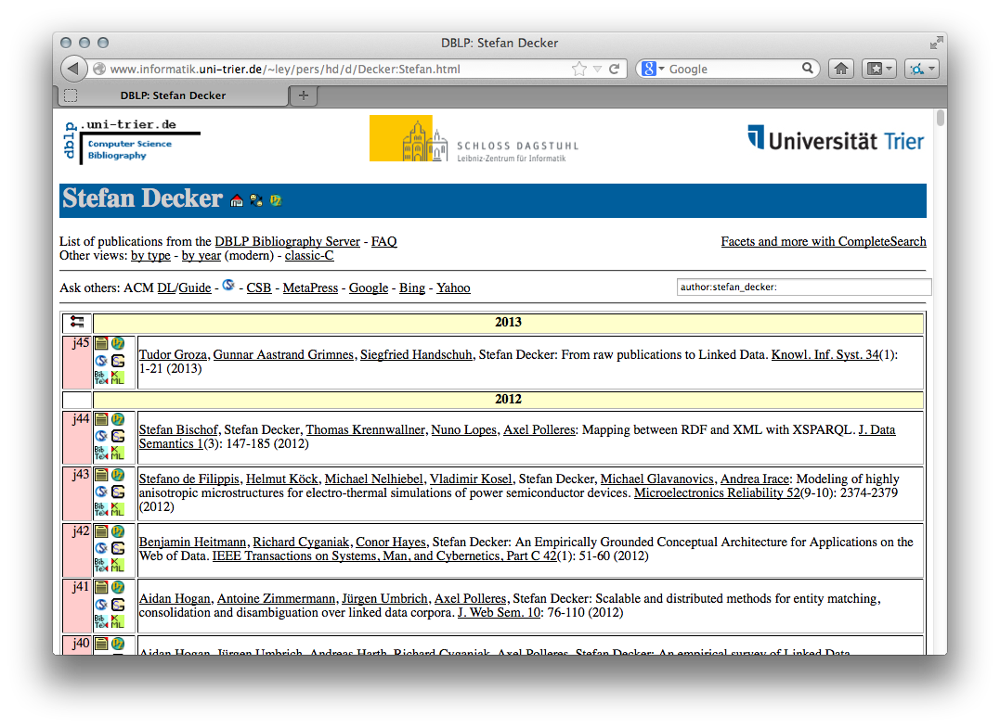 DBLP: Stefan Decker
www.informatik.uni-trier.de/~ley/pers/hd/d/Decker:Stefan.html
Google
DBLP: Stefan Decker
dblp
.uni-trier.de
Computer Science
Bibliography
SCHLOSS DAGSTUHL
Leibniz-Zentrum für Informatik
Universität Trier
Stefan Decker
List of publications from the DBLP Bibliography Server - FAQ
Facets and more with CompleteSearch
Other views: by type - by year (modern) - classic-C
Ask others: ACM DL/Guide - - CSB - MetaPress - Google - Bing - Yahoo
author:stefan_decker:
2013
j45
Tudor Groza, Gunnar Aastrand Grimnes, Siegfried Handschuh, Stefan Decker: From raw publications to Linked Data. Knowl. Inf. Syst. 34(1):
1-21 (2013)
2012
j44
Stefan Bischof, Stefan Decker, Thomas Krennwallner, Nuno Lopes, Axel Polleres: Mapping between RDF and XML with XSPARQL. J. Data
Semantics 1(3): 147-185 (2012)
j43
Stefano de Filippis, Helmut Köck, Michael Nelhiebel, Vladimir Kosel, Stefan Decker, Michael Glavanovics, Andrea Irace: Modeling of highly
anisotropic microstructures for electro-thermal simulations of power semiconductor devices. Microelectronics Reliability 52(9-10): 2374-2379
(2012)
j42
Benjamin Heitmann, Richard Cyganiak, Conor Hayes, Stefan Decker: An Empirically Grounded Conceptual Architecture for Applications on the
Web of Data. IEEE Transactions on Systems, Man, and Cybernetics, Part C 42(1): 51-60 (2012)
j41
Aidan Hogan, Antoine Zimmermann, Jürgen Umbrich, Axel Polleres, Stefan Decker: Scalable and distributed methods for entity matching,
consolidation and disambiguation over linked data corpora. J. Web Sem. 10: 76-110 (2012)
j40
Aidan Hogan, Jürgen Umbrich, Andreas Harth, Richard Cyganiak, Axel Polleres, Stefan Decker: An empirical survey of Linked Data